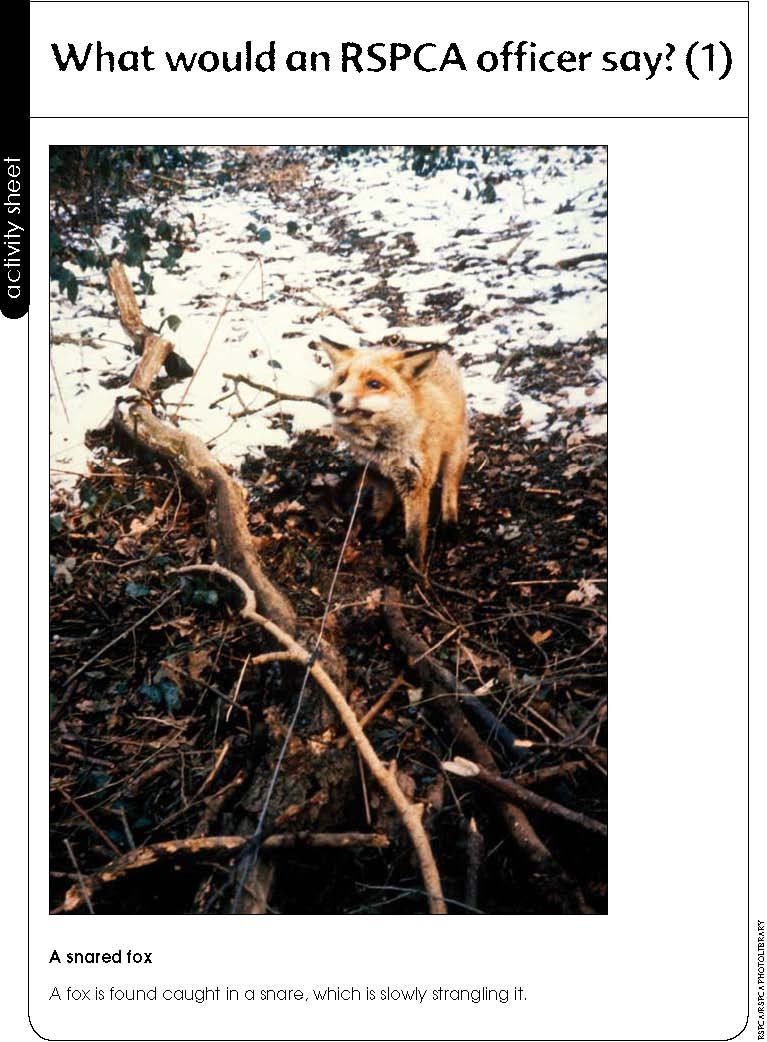 What would an RSPCA officer say? (1)
activity sheet
A snared fox
A fox is found caught in a snare, which is slowly strangling it.
RSPCA/RSPCA PHOTOLIBRARY